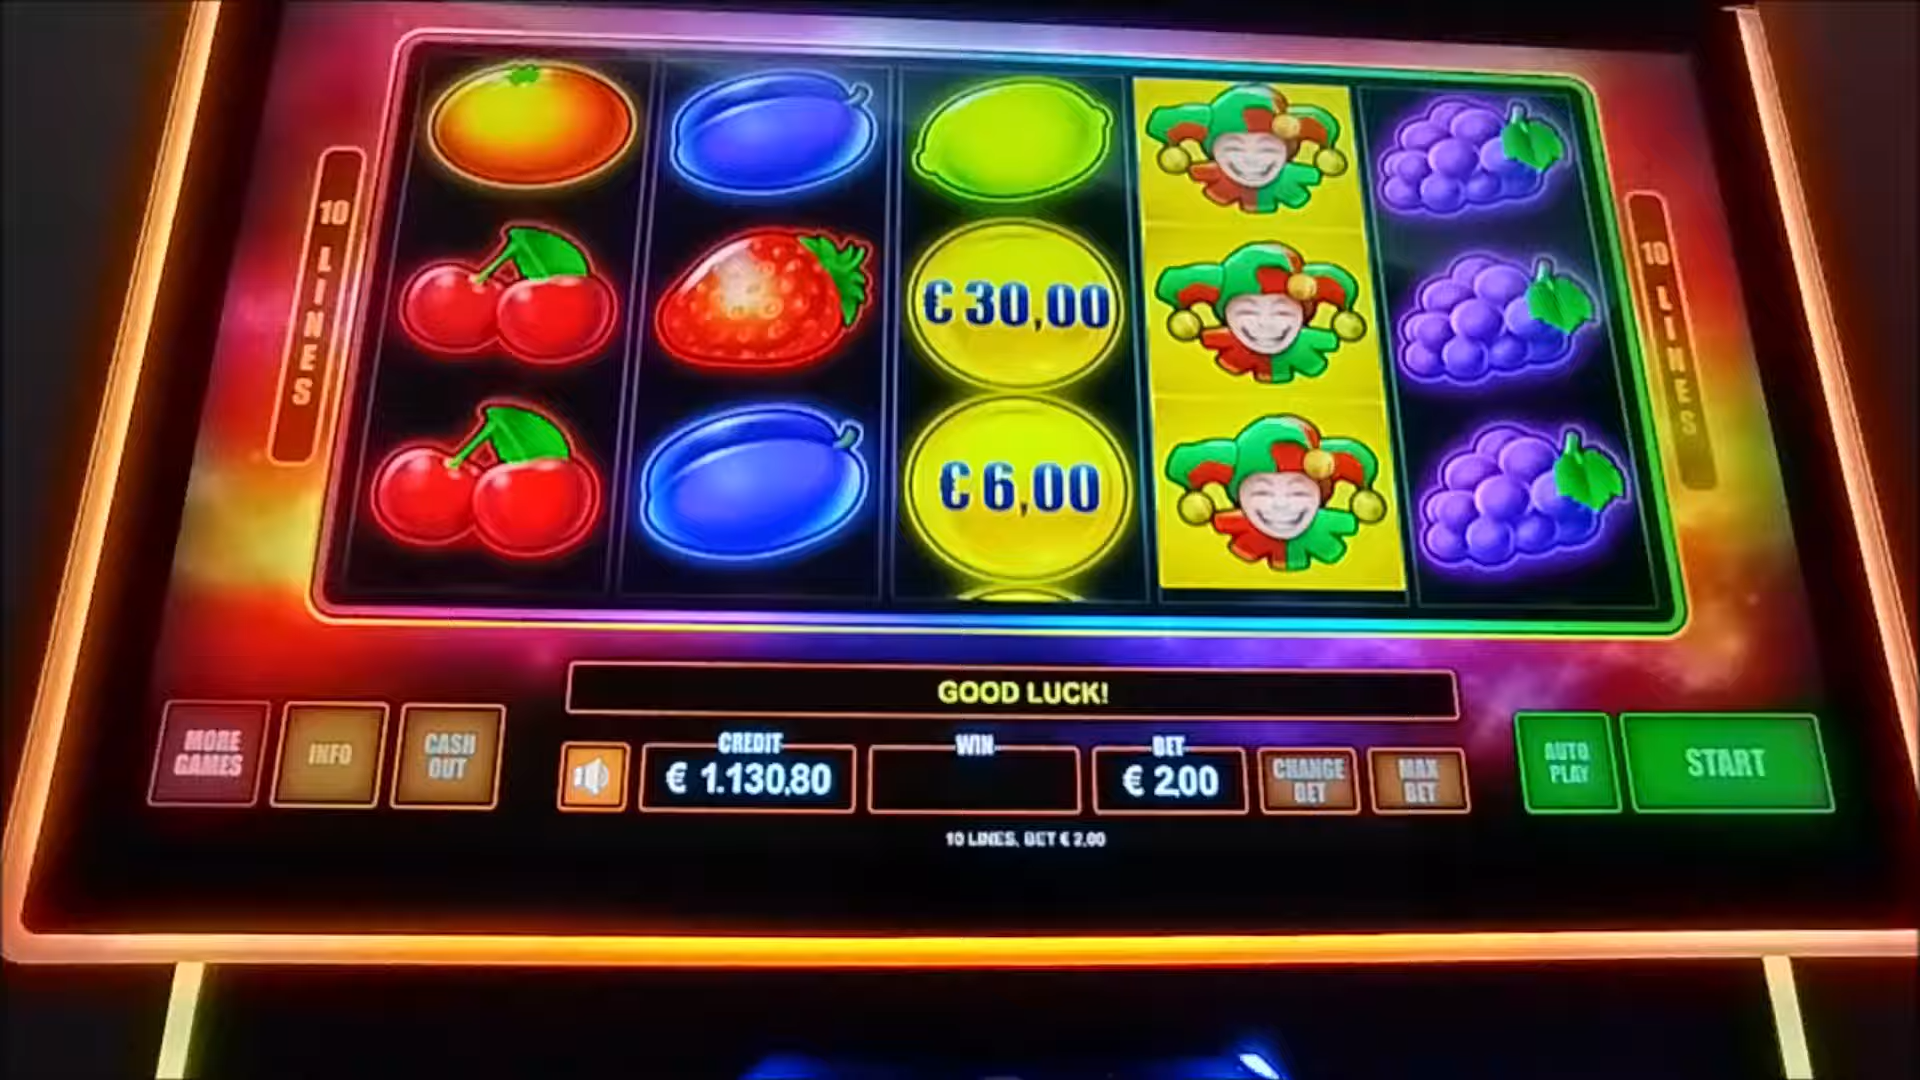 10 LINES
10 LINES
€ 30,00
€ 6,00
GOOD LUCK!
MORE GAMES
INFO
CASH OUT
CREDIT
€ 1.130,80
WIN
BET
€ 2,00
CHANGE BET
MAX BET
AUTO PLAY
START
10 LINES, BET € 2,00